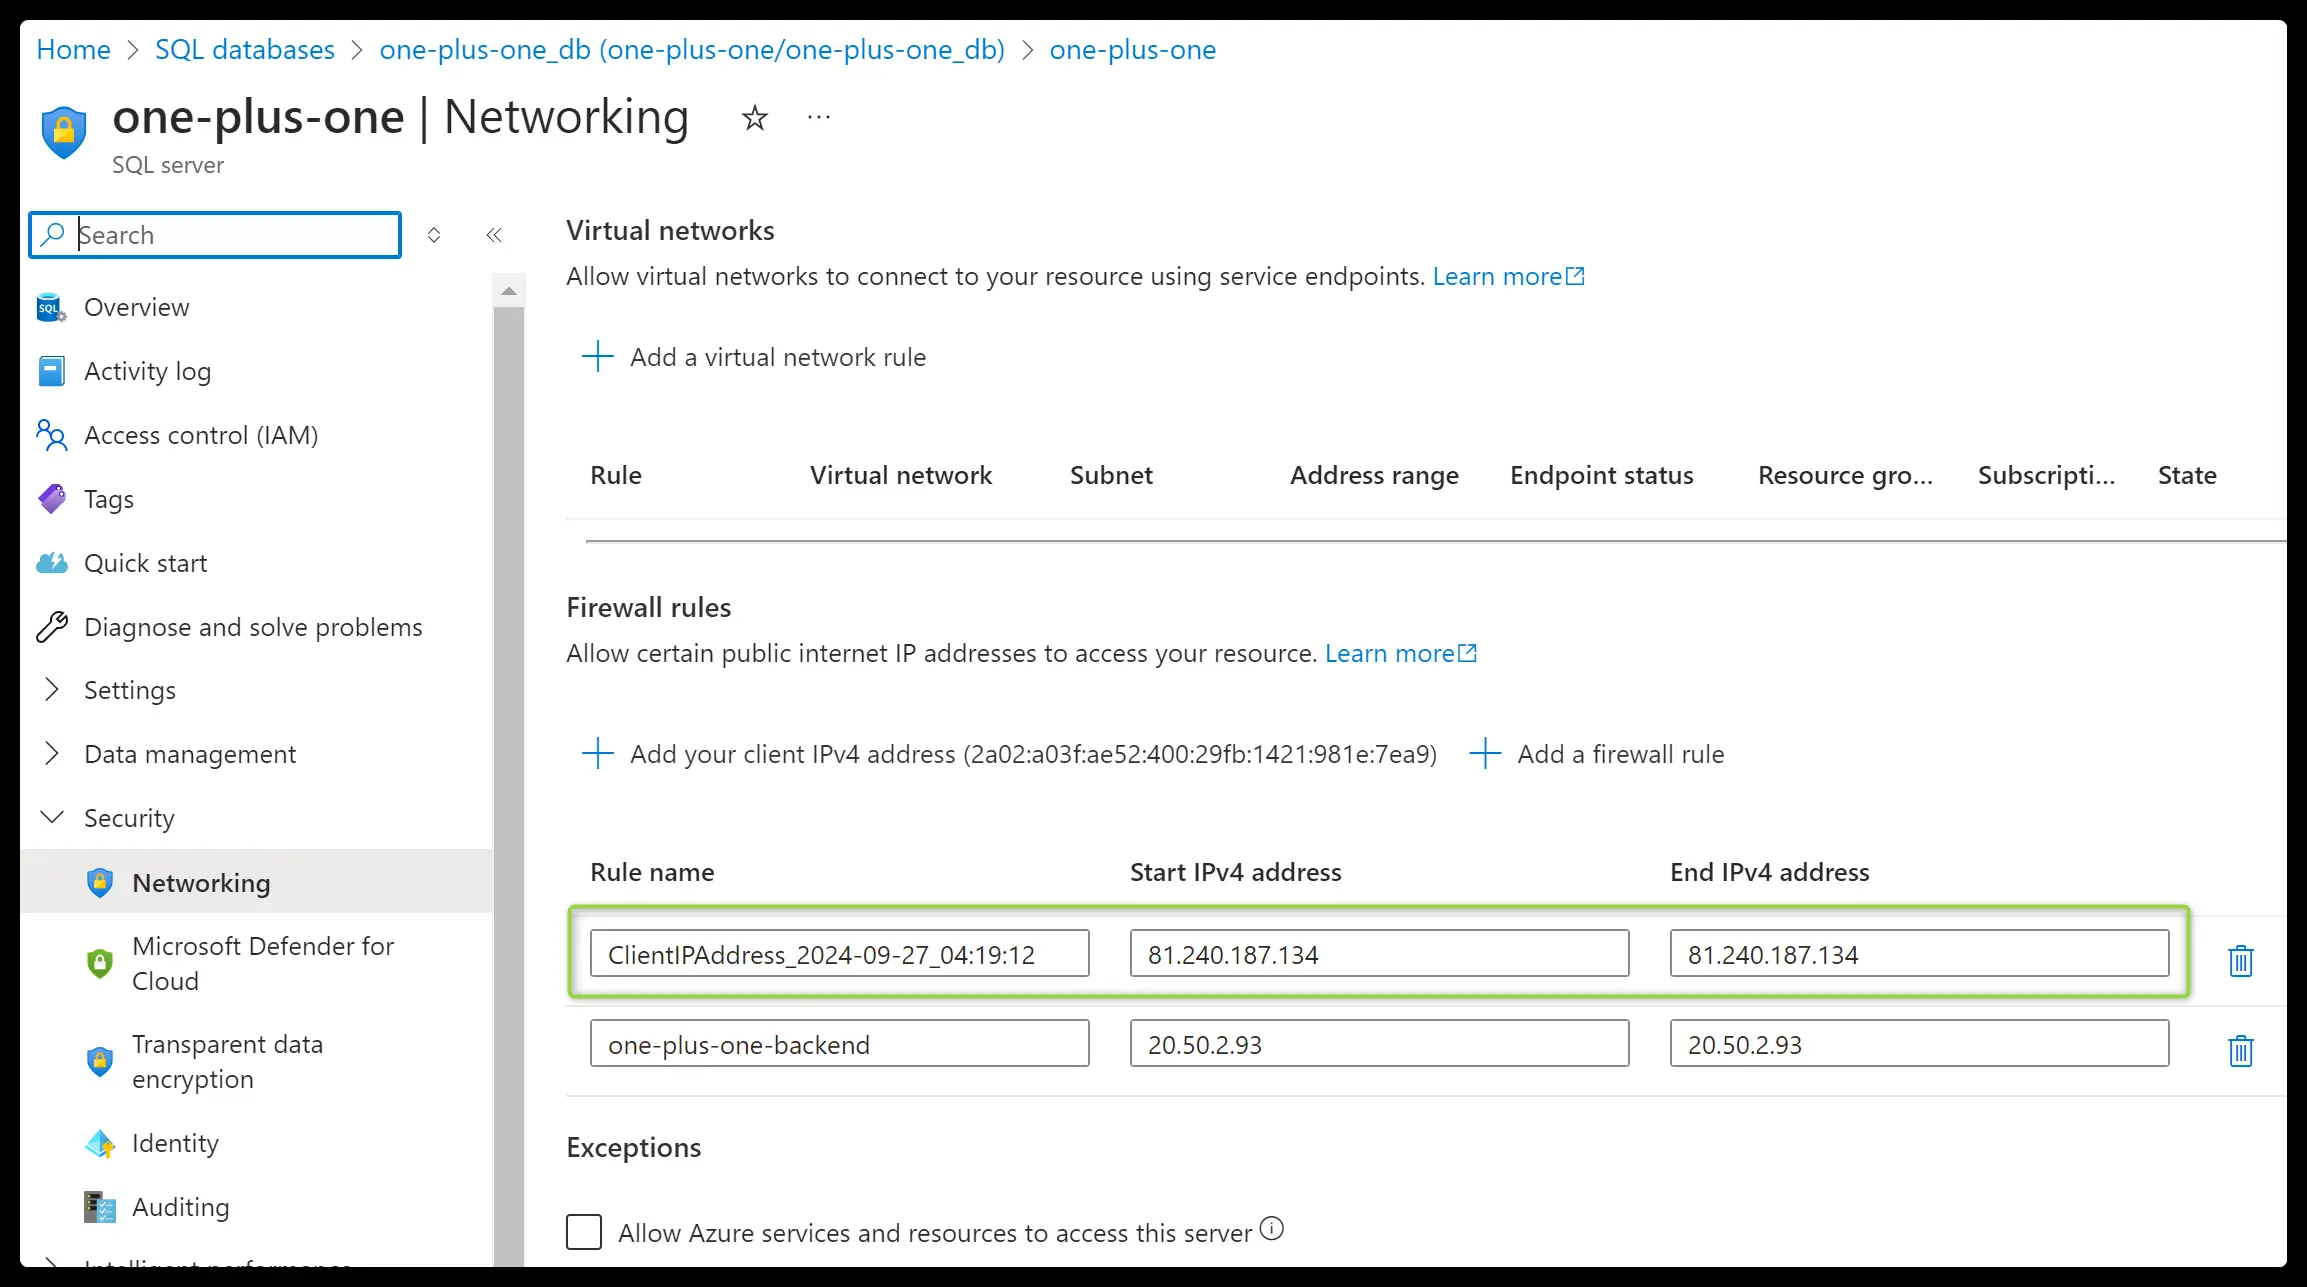 Home > SQL databases > one-plus-one_db (one-plus-one/one-plus-one_db) > one-plus-one
one-plus-one | Networking ☆ ···
SQL server
Search
Overview
Activity log
Access control (IAM)
Tags
Quick start
Diagnose and solve problems
Settings
Data management
Security
Networking
Microsoft Defender for
Cloud
Transparent data
encryption
Identity
Auditing
Intelligent performance
Virtual networks
Allow virtual networks to connect to your resource using service endpoints. Learn more
Add a virtual network rule
Rule Virtual network Subnet Address range Endpoint status Resource gro... Subscripti... State
Firewall rules
Allow certain public internet IP addresses to access your resource. Learn more
Add your client IPv4 address (2a02:a03f:ae52:400:29fb:1421:981e:7ea9) Add a firewall rule
Rule name Start IPv4 address End IPv4 address
ClientIPAddress_2024-09-27_04:19:12 81.240.187.134 81.240.187.134
one-plus-one-backend 20.50.2.93 20.50.2.93
Exceptions
Allow Azure services and resources to access this server